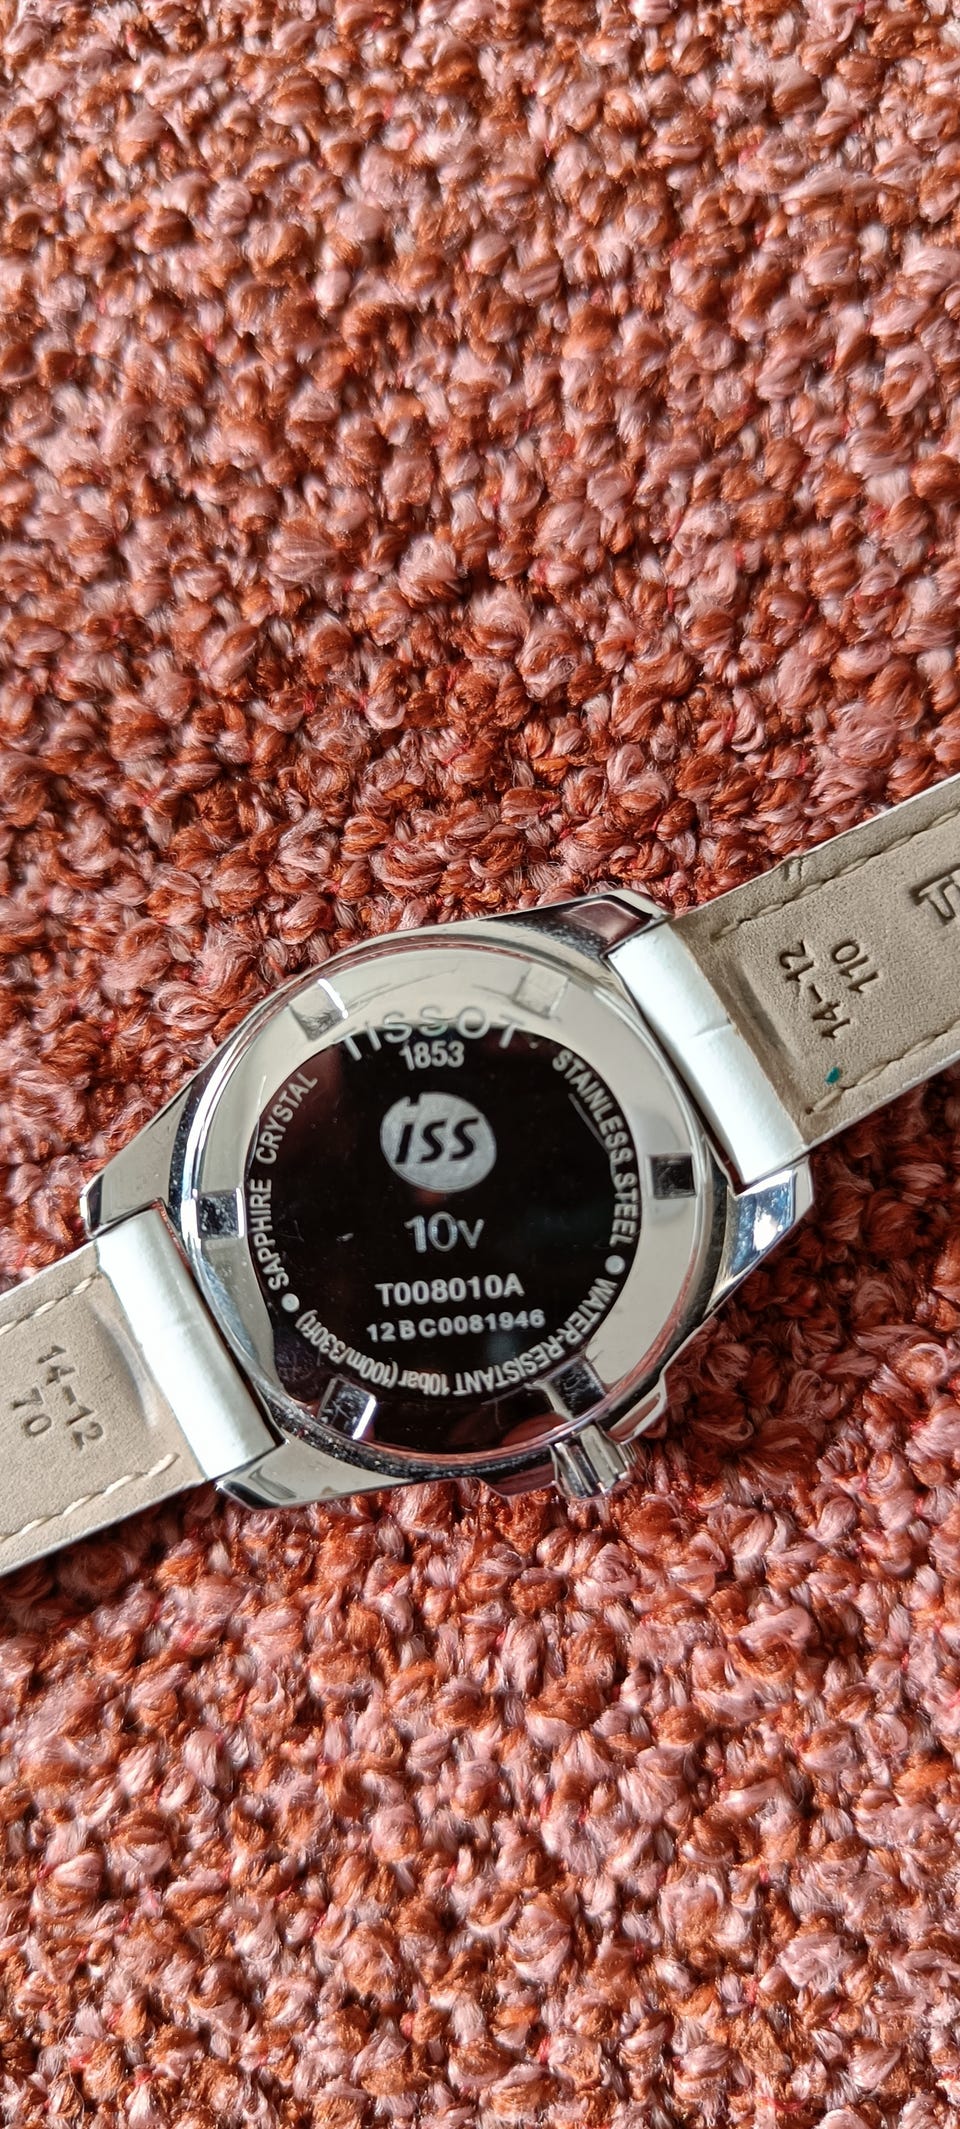 TISSOT
1853
iss
10v
T008010A
12BC0081946
● SAPPHIRE CRYSTAL
STAINLESS STEEL ● WATER-RESISTANT 10bar (100m/330ft)
14-12
110
14-12
70